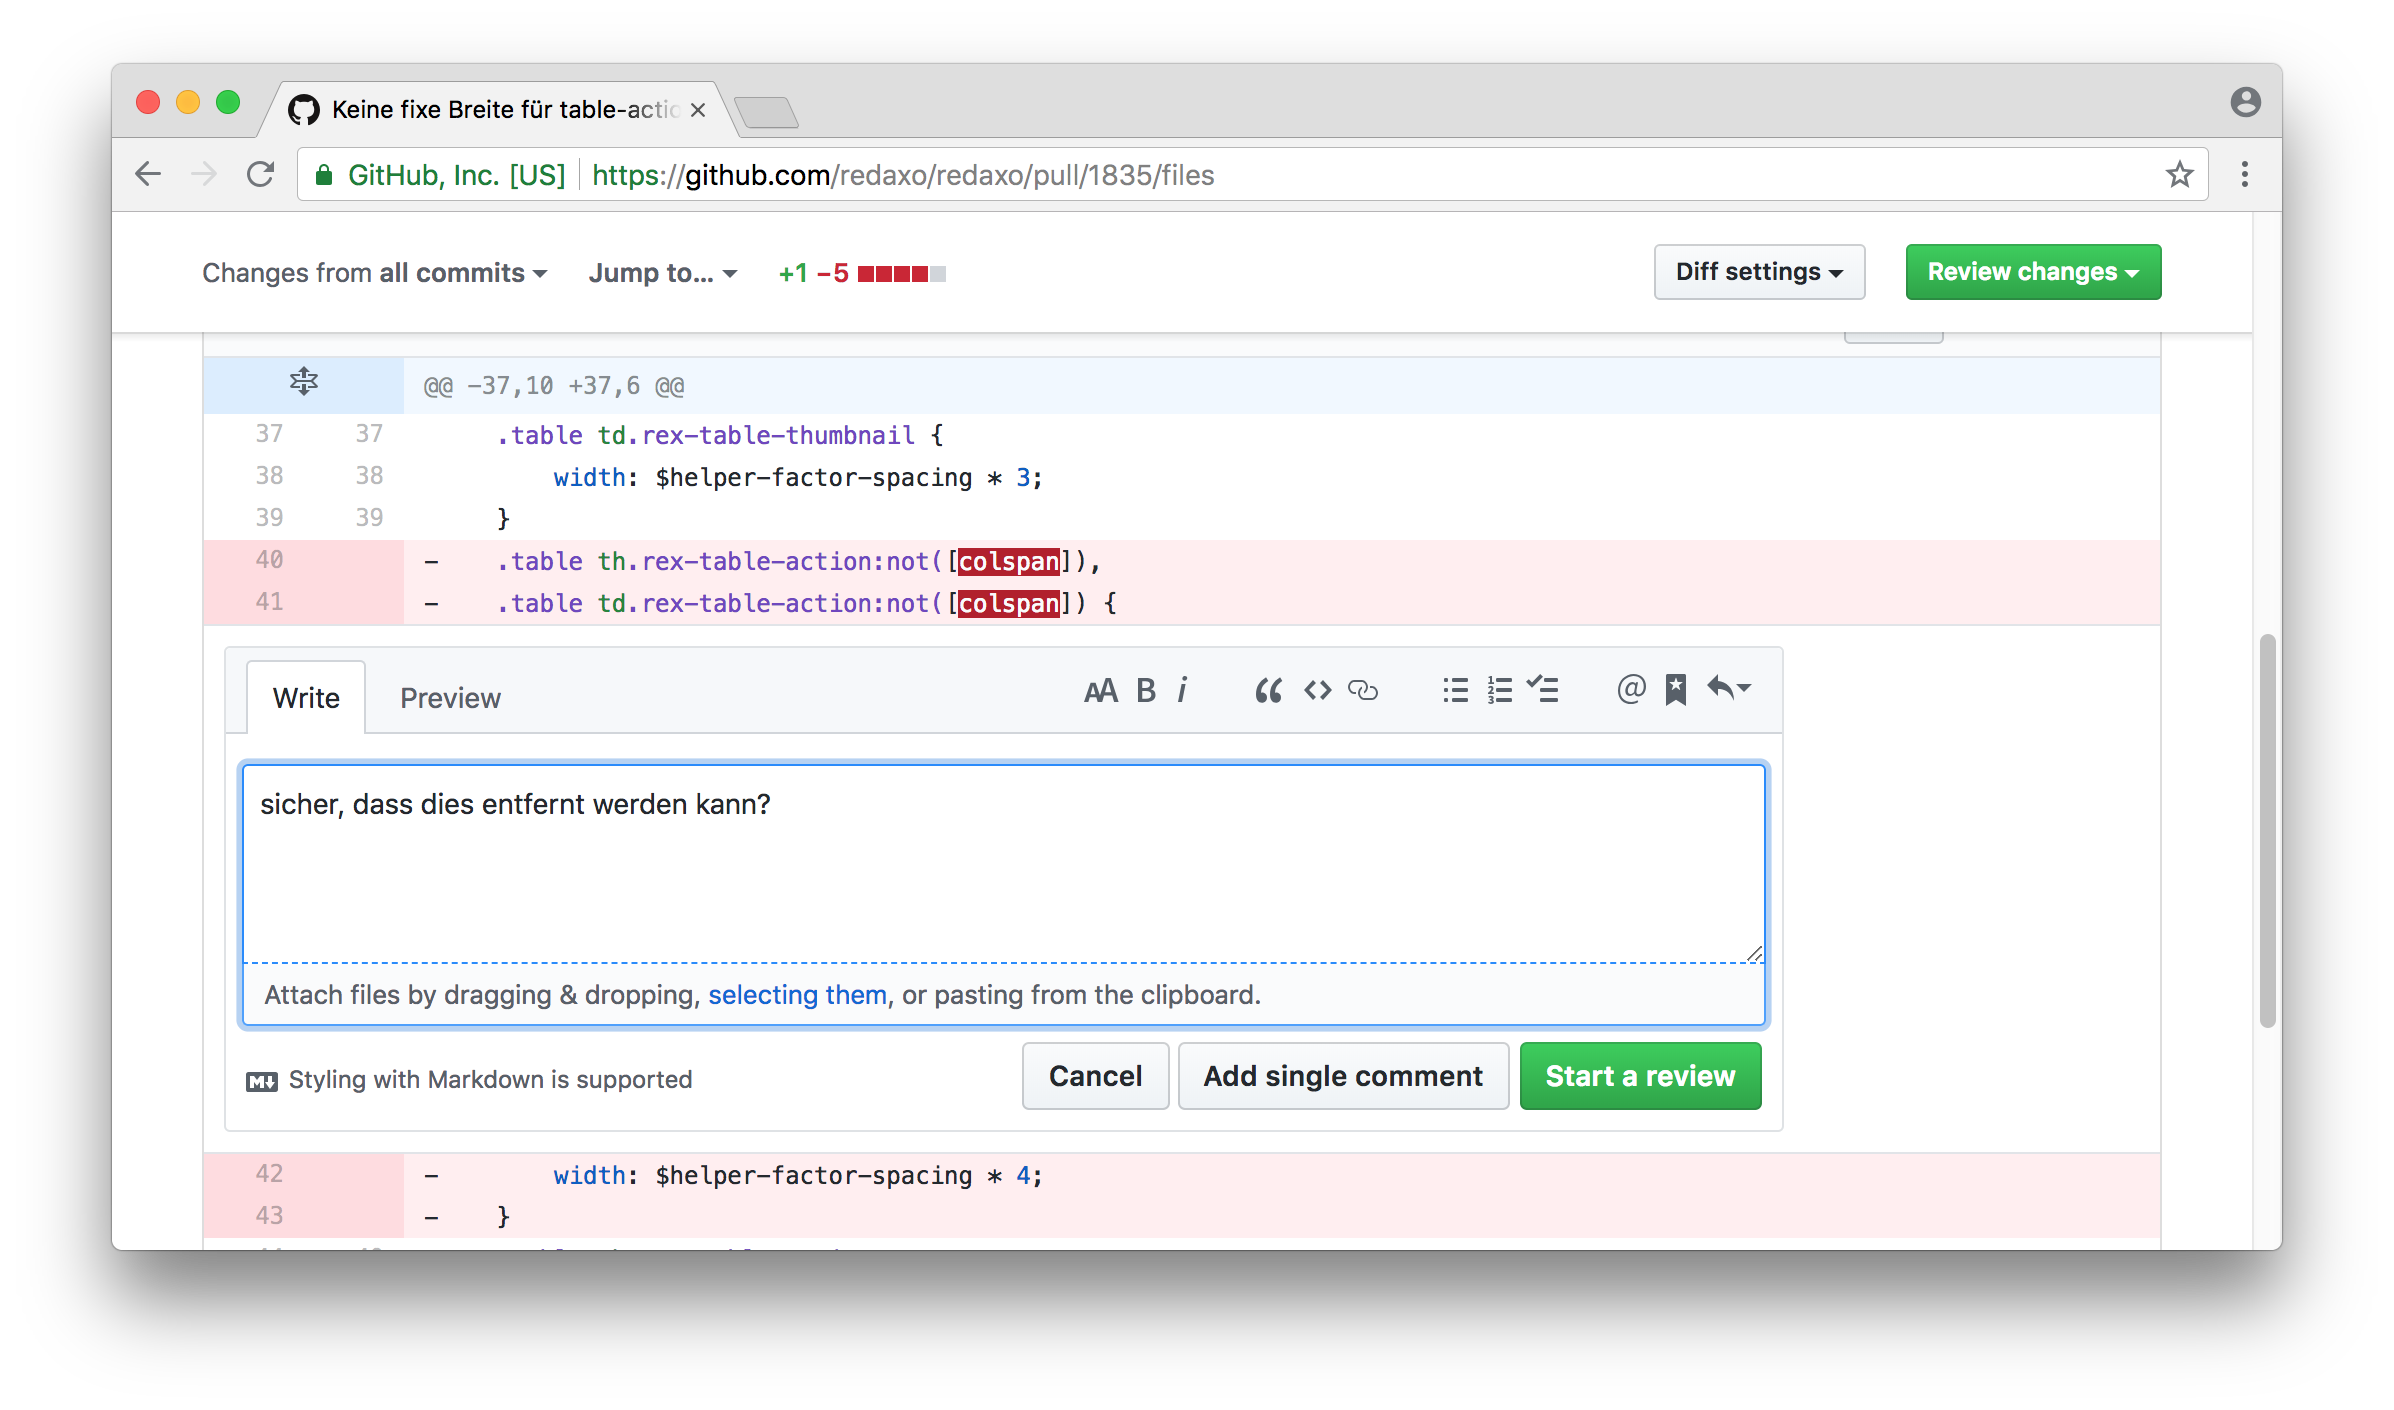 Keine fixe Breite für table-actio
GitHub, Inc. [US] https://github.com/redaxo/redaxo/pull/1835/files
Changes from all commits Jump to... +1 −5 Diff settings Review changes
@@ −37,10 +37,6 @@
37 37 .table td.rex-table-thumbnail {
38 38 width: $helper-factor-spacing * 3;
39 39 }
40 - .table th.rex-table-action:not([colspan]),
41 - .table td.rex-table-action:not([colspan]) {
Write Preview
sicher, dass dies entfernt werden kann?
Attach files by dragging & dropping, selecting them, or pasting from the clipboard.
Styling with Markdown is supported Cancel Add single comment Start a review
42 - width: $helper-factor-spacing * 4;
43 - }